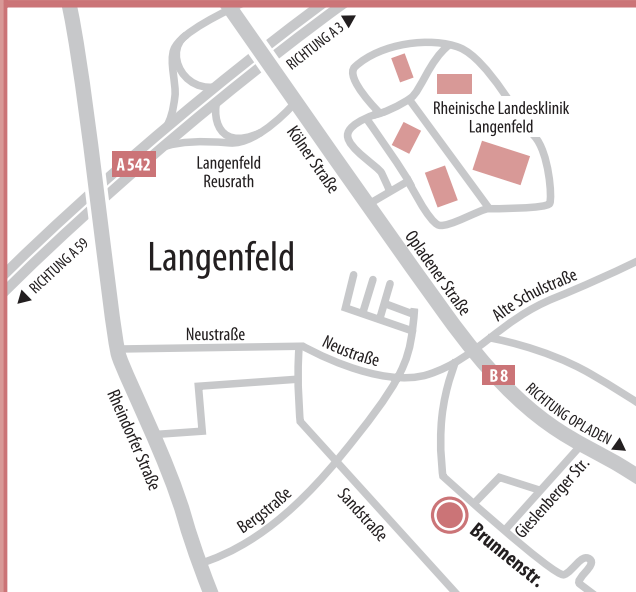 RICHTUNG A 3
Rheinische Landesklinik
Langenfeld
Kölner Straße
A 542
Langenfeld
Reusrath
RICHTUNG A 59
Langenfeld
Opladener Straße
Alte Schulstraße
Neustraße
Neustraße
B 8
RICHTUNG OPLADEN
Rheindorfer Straße
Gieslenberger Str.
Bergstraße
Sandstraße
Brunnenstr.